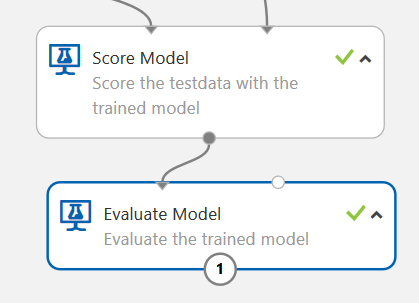 Score Model
Score the testdata with the
trained model
Evaluate Model
Evaluate the trained model
1